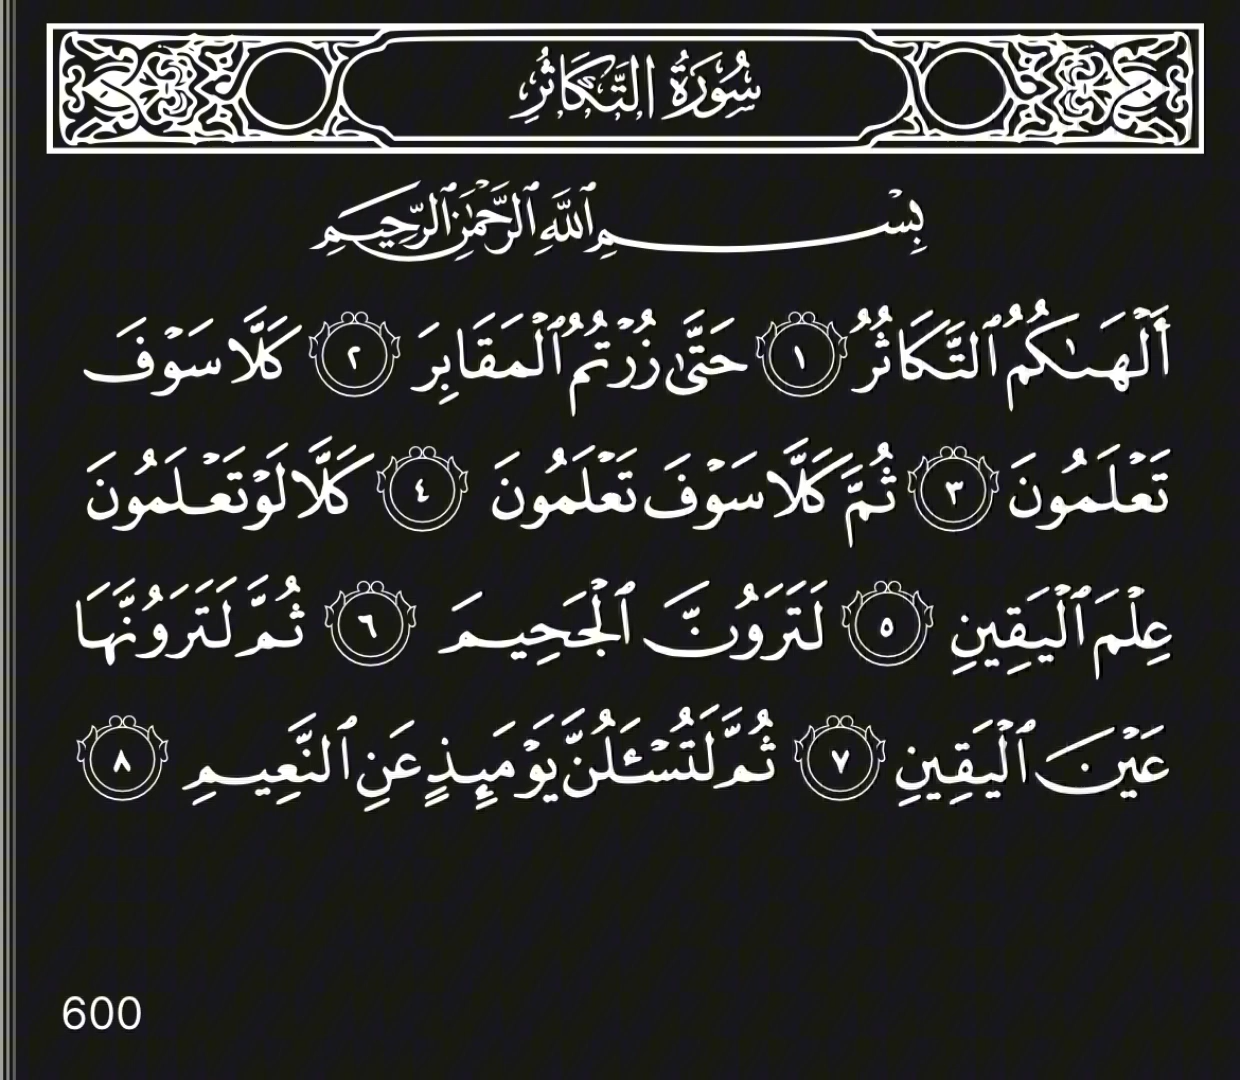 سُورَةُ التَّكَاثُرِ
بِسْمِ ٱللَّهِ ٱلرَّحْمَٰنِ ٱلرَّحِيمِ
أَلْهَىٰكُمُ ٱلتَّكَاثُرُ ١ حَتَّىٰ زُرْتُمُ ٱلْمَقَابِرَ ٢ كَلَّا سَوْفَ
تَعْلَمُونَ ٣ ثُمَّ كَلَّا سَوْفَ تَعْلَمُونَ ٤ كَلَّا لَوْ تَعْلَمُونَ
عِلْمَ ٱلْيَقِينِ ٥ لَتَرَوُنَّ ٱلْجَحِيمَ ٦ ثُمَّ لَتَرَوُنَّهَا
عَيْنَ ٱلْيَقِينِ ٧ ثُمَّ لَتُسْـَٔلُنَّ يَوْمَئِذٍ عَنِ ٱلنَّعِيمِ ٨
600